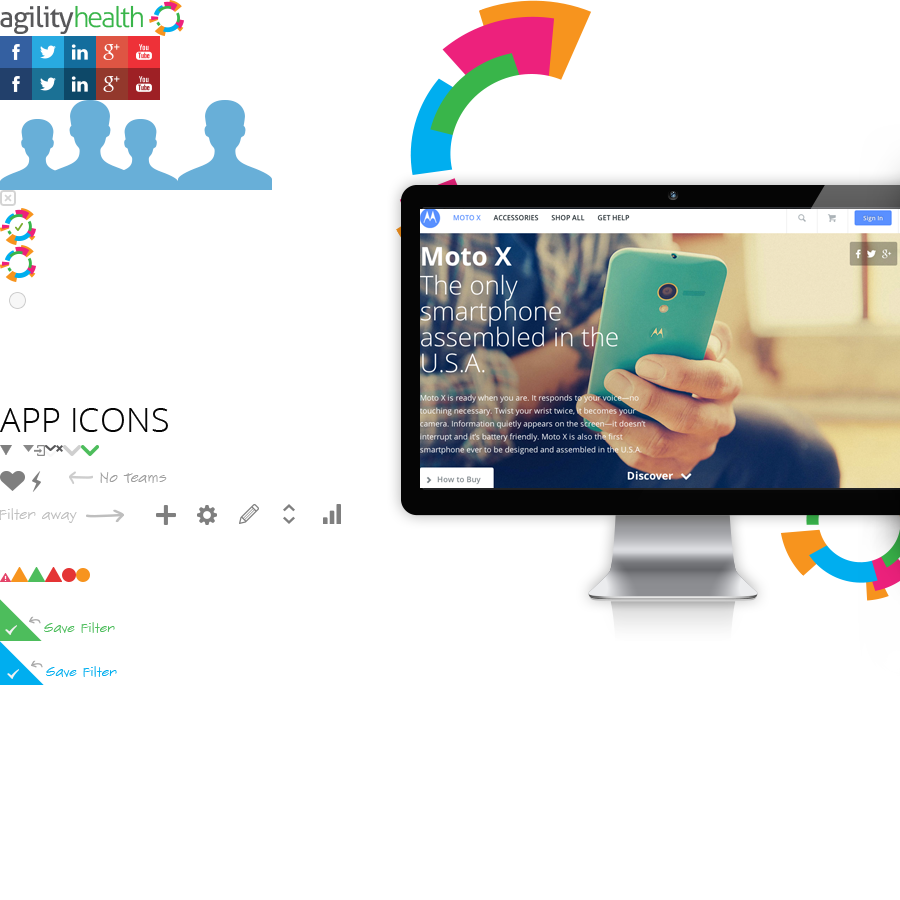 agilityhealth
f in g+ You Tube
f in g+ You Tube
APP ICONS
No Teams
Filter away
Save Filter
Save Filter
MOTO X ACCESSORIES SHOP ALL GET HELP Sign In
f g+
Moto X
The only
smartphone
assembled in the
U.S.A.
Moto X is ready when you are. It responds to your voice—no
touching necessary. Twist your wrist twice, it becomes your
camera. Information quietly appears on the screen—it doesn't
interrupt and it's battery friendly. Moto X is also the first
smartphone ever to be designed and assembled in the U.S.A.
How to Buy
Discover